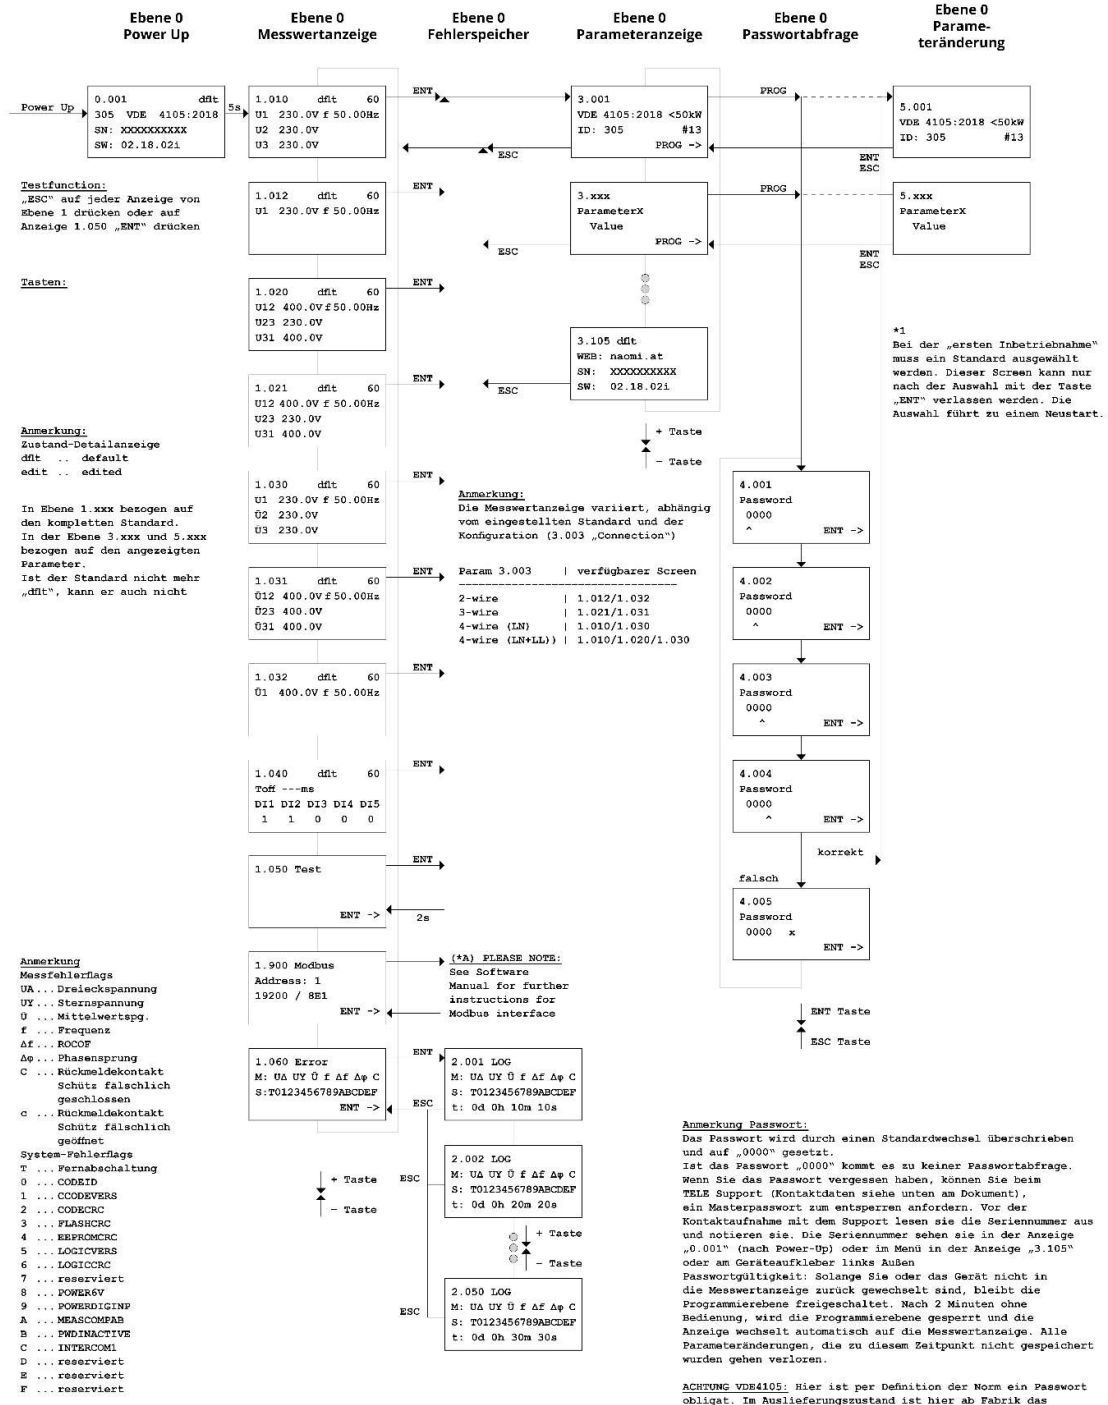 Ebene 0
Power Up
Ebene 0
Messwertanzeige
Ebene 0
Fehlerspeicher
Ebene 0
Parameteranzeige
Ebene 0
Passwortabfrage
Ebene 0
Parame-
teränderung
Power Up
0.001 dflt
305 VDE 4105:2018
SN: XXXXXXXXXX
SW: 02.18.02i
5s
1.010 dflt 60
U1 230.0V f 50.00Hz
U2 230.0V
U3 230.0V
ENT
ESC
3.001
VDE 4105:2018 <50kW
ID: 305 #13
PROG ->
PROG
5.001
VDE 4105:2018 <50kW
ID: 305 #13
ENT
ESC
Testfunction:
„ESC“ auf jeder Anzeige von
Ebene 1 drücken oder auf
Anzeige 1.050 „ENT“ drücken
1.012 dflt 60
U1 230.0V f 50.00Hz
ENT
ESC
3.xxx
ParameterX
Value
PROG ->
PROG
5.xxx
ParameterX
Value
ENT
ESC
Tasten:
1.020 dflt 60
U12 400.0V f 50.00Hz
U23 230.0V
U31 400.0V
ENT
3.105 dflt
WEB: naomi.at
SN: XXXXXXXXXX
SW: 02.18.02i
ESC
+ Taste
- Taste
*1
Bei der „ersten Inbetriebnahme“
muss ein Standard ausgewählt
werden. Dieser Screen kann nur
nach der Auswahl mit der Taste
„ENT“ verlassen werden. Die
Auswahl führt zu einem Neustart.
1.021 dflt 60
U12 400.0V f 50.00Hz
U23 230.0V
U31 400.0V
ENT
Anmerkung:
Zustand-Detailanzeige
dflt .. default
edit .. edited
In Ebene 1.xxx bezogen auf
den kompletten Standard.
In der Ebene 3.xxx und 5.xxx
bezogen auf den angezeigten
Parameter.
Ist der Standard nicht mehr
„dflt“, kann er auch nicht
1.030 dflt 60
U1 230.0V f 50.00Hz
Ū2 230.0V
Ū3 230.0V
ENT
Anmerkung:
Die Messwertanzeige variiert, abhängig
vom eingestellten Standard und der
Konfiguration (3.003 „Connection“)
Param 3.003 | verfügbarer Screen
-------------------------------
2-wire | 1.012/1.032
3-wire | 1.021/1.031
4-wire (LN) | 1.010/1.030
4-wire (LN+LL)) | 1.010/1.020/1.030
1.031 dflt 60
Ū12 400.0V f 50.00Hz
Ū23 400.0V
Ū31 400.0V
ENT
1.032 dflt 60
Ū1 400.0V f 50.00Hz
ENT
1.040 dflt 60
Toff ---ms
DI1 DI2 DI3 DI4 DI5
1 1 0 0 0
ENT
1.050 Test
ENT ->
ENT
2s
1.900 Modbus
Address: 1
19200 / 8E1
ENT ->
(*A) PLEASE NOTE:
See Software
Manual for further
instructions for
Modbus interface
4.001
Password
0000
^ ENT ->
4.002
Password
0000
^ ENT ->
4.003
Password
0000
^ ENT ->
4.004
Password
0000
^ ENT ->
korrekt
falsch
4.005
Password
0000 x
ENT ->
ENT Taste
ESC Taste
Anmerkung
Messfehlerflags
UA ... Dreieckspannung
UY ... Sternspannung
Ū ... Mittelwertspg.
f ... Frequenz
Δf ... ROCOF
Δφ ... Phasensprung
C ... Rückmeldekontakt
Schütz fälschlich
geschlossen
c ... Rückmeldekontakt
Schütz fälschlich
geöffnet
System-Fehlerflags
T ... Fernabschaltung
0 ... CODEID
1 ... CCODEVERS
2 ... CODECRC
3 ... FLASHCRC
4 ... EEPROMCRC
5 ... LOGICVERS
6 ... LOGICCRC
7 ... reserviert
8 ... POWER6V
9 ... POWERDIGINP
A ... MEASCOMPAB
B ... PWDINACTIVE
C ... INTERCOM1
D ... reserviert
E ... reserviert
F ... reserviert
1.060 Error
M: UΔ UY Ū f Δf Δφ C
S:T0123456789ABCDEF
ENT ->
ENT
ESC
+ Taste
- Taste
2.001 LOG
M: UΔ UY Ū f Δf Δφ C
S: T0123456789ABCDEF
t: 0d 0h 10m 10s
ESC
2.002 LOG
M: UΔ UY Ū f Δf Δφ C
S: T0123456789ABCDEF
t: 0d 0h 20m 20s
+ Taste
- Taste
ESC
2.050 LOG
M: UΔ UY Ū f Δf Δφ C
S: T0123456789ABCDEF
t: 0d 0h 30m 30s
Anmerkung Passwort:
Das Passwort wird durch einen Standardwechsel überschrieben
und auf „0000“ gesetzt.
Ist das Passwort „0000“ kommt es zu keiner Passwortabfrage.
Wenn Sie das Passwort vergessen haben, können Sie beim
TELE Support (Kontaktdaten siehe unten am Dokument),
ein Masterpasswort zum entsperren anfordern. Vor der
Kontaktaufnahme mit dem Support lesen sie die Seriennummer aus
und notieren sie. Die Seriennummer sehen sie in der Anzeige
„0.001“ (nach Power-Up) oder im Menü in der Anzeige „3.105“
oder am Geräteaufkleber links Außen
Passwortgültigkeit: Solange Sie oder das Gerät nicht in
die Messwertanzeige zurück gewechselt sind, bleibt die
Programmierebene freigeschaltet. Nach 2 Minuten ohne
Bedienung, wird die Programmierebene gesperrt und die
Anzeige wechselt automatisch auf die Messwertanzeige. Alle
Parameteränderungen, die zu diesem Zeitpunkt nicht gespeichert
wurden gehen verloren.
ACHTUNG VDE4105: Hier ist per Definition der Norm ein Passwort
obligat. Im Auslieferungszustand ist hier ab Fabrik das